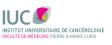 IUC
INSTITUT UNIVERSITAIRE DE CANCÉROLOGIE
FACULTÉ DE MÉDECINE PIERRE & MARIE CURIE